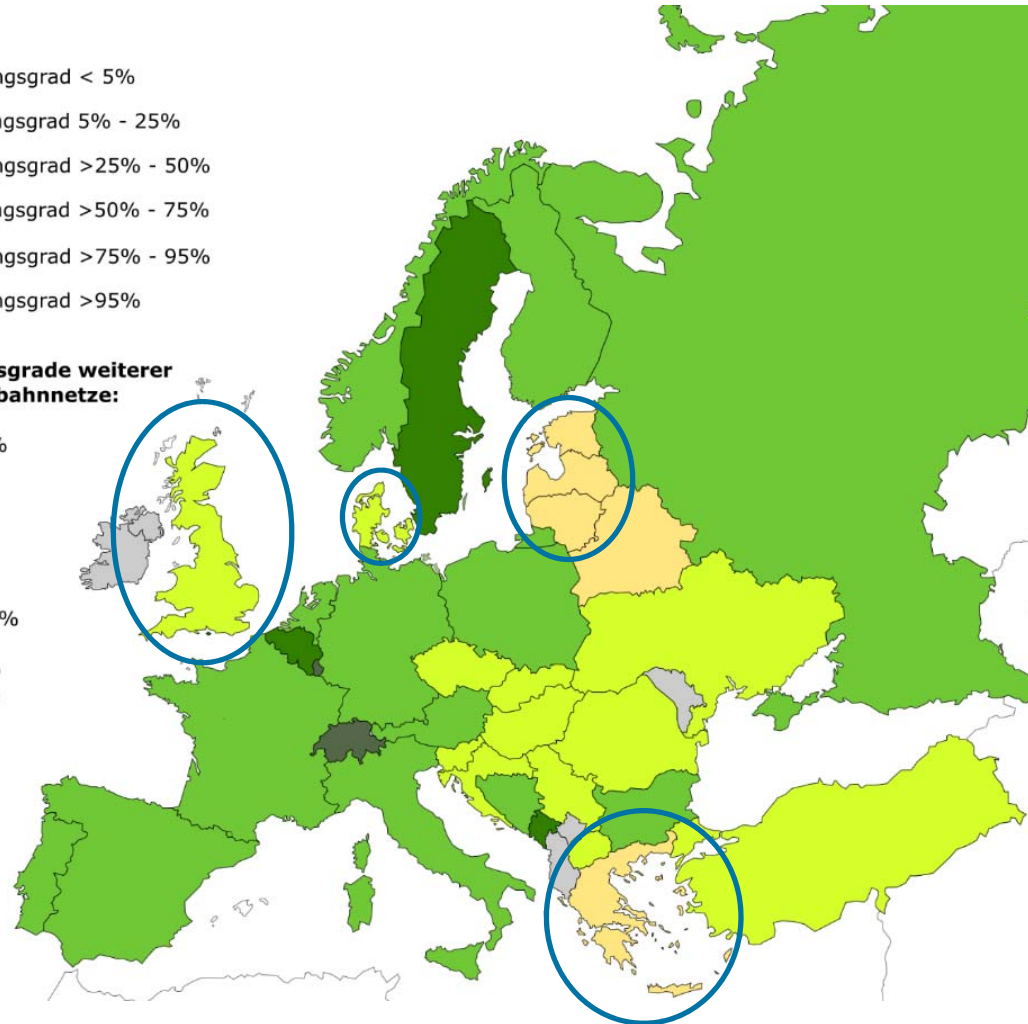 ngsgrad < 5%
ngsgrad 5% - 25%
ngsgrad >25% - 50%
ngsgrad >50% - 75%
ngsgrad >75% - 95%
ngsgrad >95%
sgrade weiterer
bahnnetze:
%
%